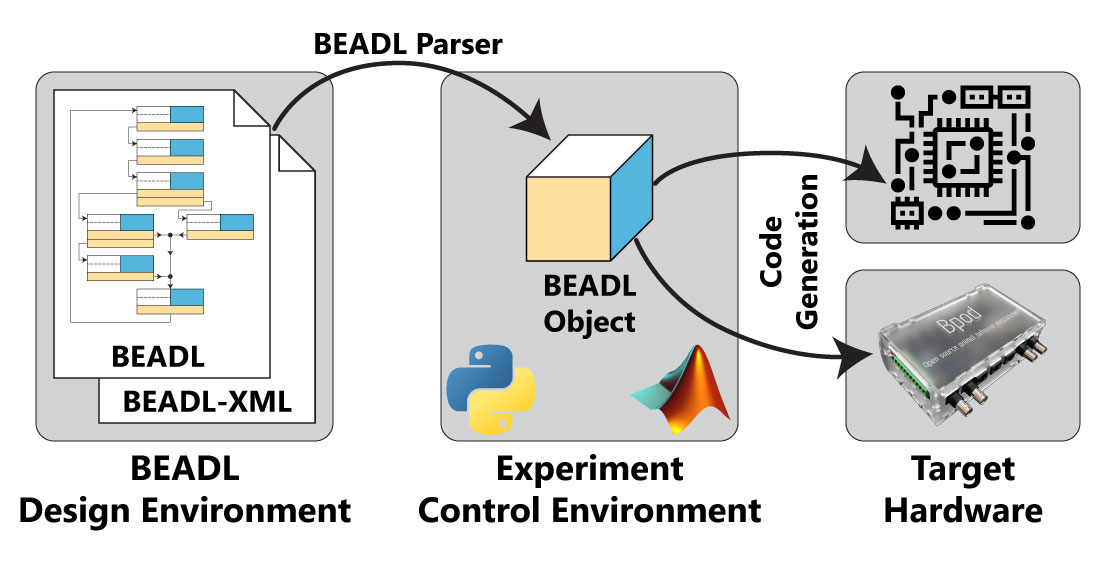 BEADL Parser
BEADL
BEADL-XML
BEADL
Design Environment
BEADL
Object
Experiment
Control Environment
Code
Generation
Bpod
Open source animal behavior measurement
Target
Hardware